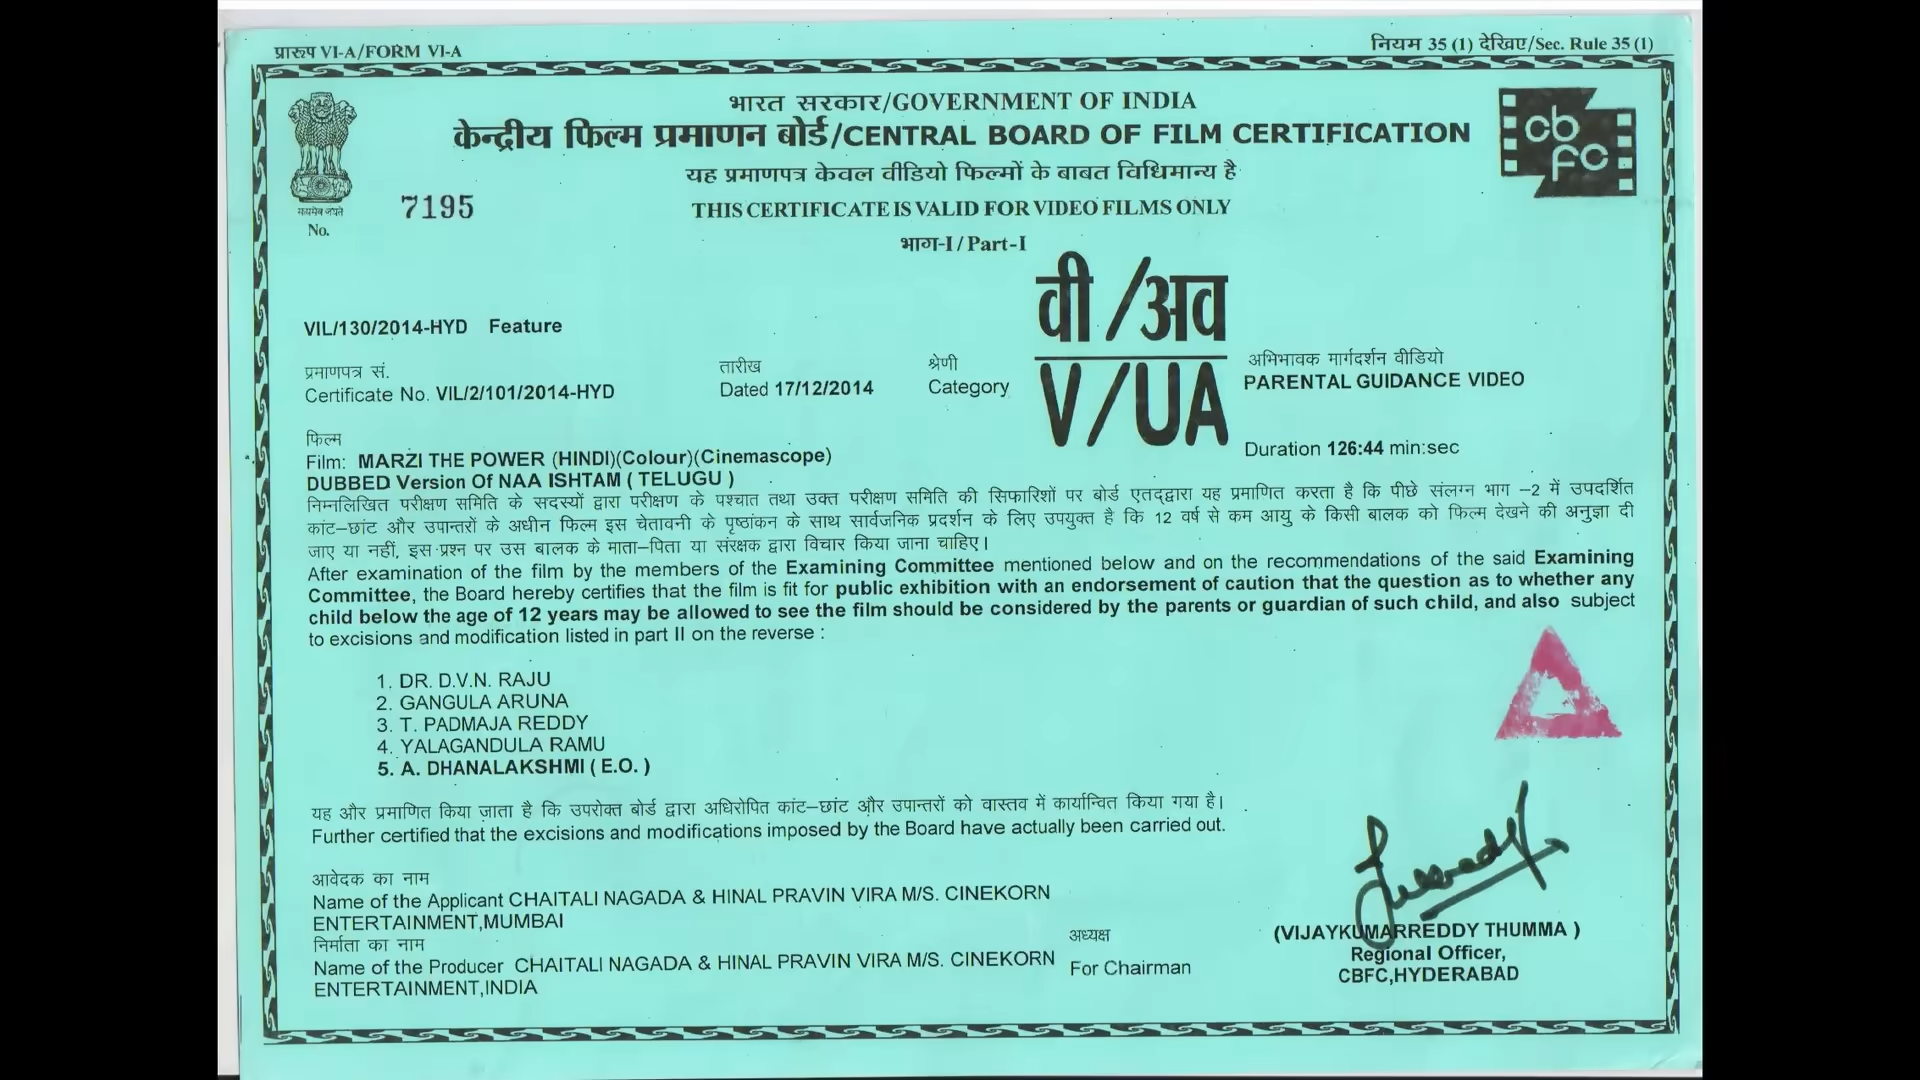 प्रारूप VI-A/FORM VI-A
नियम 35 (1) देखिए/Sec. Rule 35 (1)
भारत सरकार/GOVERNMENT OF INDIA
केन्द्रीय फिल्म प्रमाणन बोर्ड/CENTRAL BOARD OF FILM CERTIFICATION
cb
fc
यह प्रमाणपत्र केवल वीडियो फिल्मों के बाबत विधिमान्य है
सत्यमेव जयते
No.
7195
THIS CERTIFICATE IS VALID FOR VIDEO FILMS ONLY
भाग-I / Part-I
वी/अव
VIL/130/2014-HYD Feature
प्रमाणपत्र सं.
तारीख
श्रेणी
अभिभावक मार्गदर्शन वीडियो
Certificate No. VIL/2/101/2014-HYD
Dated 17/12/2014
Category
V/UA
PARENTAL GUIDANCE VIDEO
फिल्म
Duration 126:44 min:sec
Film: MARZI THE POWER (HINDI)(Colour)(Cinemascope)
DUBBED Version Of NAA ISHTAM ( TELUGU )
निम्नलिखित परीक्षण समिति के सदस्यों द्वारा परीक्षण के पश्चात तथा उक्त परीक्षण समिति की सिफारिशों पर बोर्ड एतद्द्वारा यह प्रमाणित करता है कि पीछे संलग्न भाग –2 में उपदर्शित
कांट–छांट और उपान्तरों के अधीन फिल्म इस चेतावनी के पृष्ठांकन के साथ सार्वजनिक प्रदर्शन के लिए उपयुक्त है कि 12 वर्ष से कम आयु के किसी बालक को फिल्म देखने की अनुज्ञा दी
जाए या नहीं, इस प्रश्न पर उस बालक के माता–पिता या संरक्षक द्वारा विचार किया जाना चाहिए।
After examination of the film by the members of the Examining Committee mentioned below and on the recommendations of the said Examining
Committee, the Board hereby certifies that the film is fit for public exhibition with an endorsement of caution that the question as to whether any
child below the age of 12 years may be allowed to see the film should be considered by the parents or guardian of such child, and also subject
to excisions and modification listed in part II on the reverse :
1. DR. D.V.N. RAJU
2. GANGULA ARUNA
3. T. PADMAJA REDDY
4. YALAGANDULA RAMU
5. A. DHANALAKSHMI ( E.O. )
यह और प्रमाणित किया जाता है कि उपरोक्त बोर्ड द्वारा अधिरोपित कांट–छांट और उपान्तरों को वास्तव में कार्यान्वित किया गया है।
Further certified that the excisions and modifications imposed by the Board have actually been carried out.
आवेदक का नाम
Name of the Applicant CHAITALI NAGADA & HINAL PRAVIN VIRA M/S. CINEKORN
ENTERTAINMENT,MUMBAI
निर्माता का नाम
Name of the Producer CHAITALI NAGADA & HINAL PRAVIN VIRA M/S. CINEKORN
ENTERTAINMENT,INDIA
अध्यक्ष
For Chairman
(VIJAYKUMARREDDY THUMMA )
Regional Officer,
CBFC,HYDERABAD